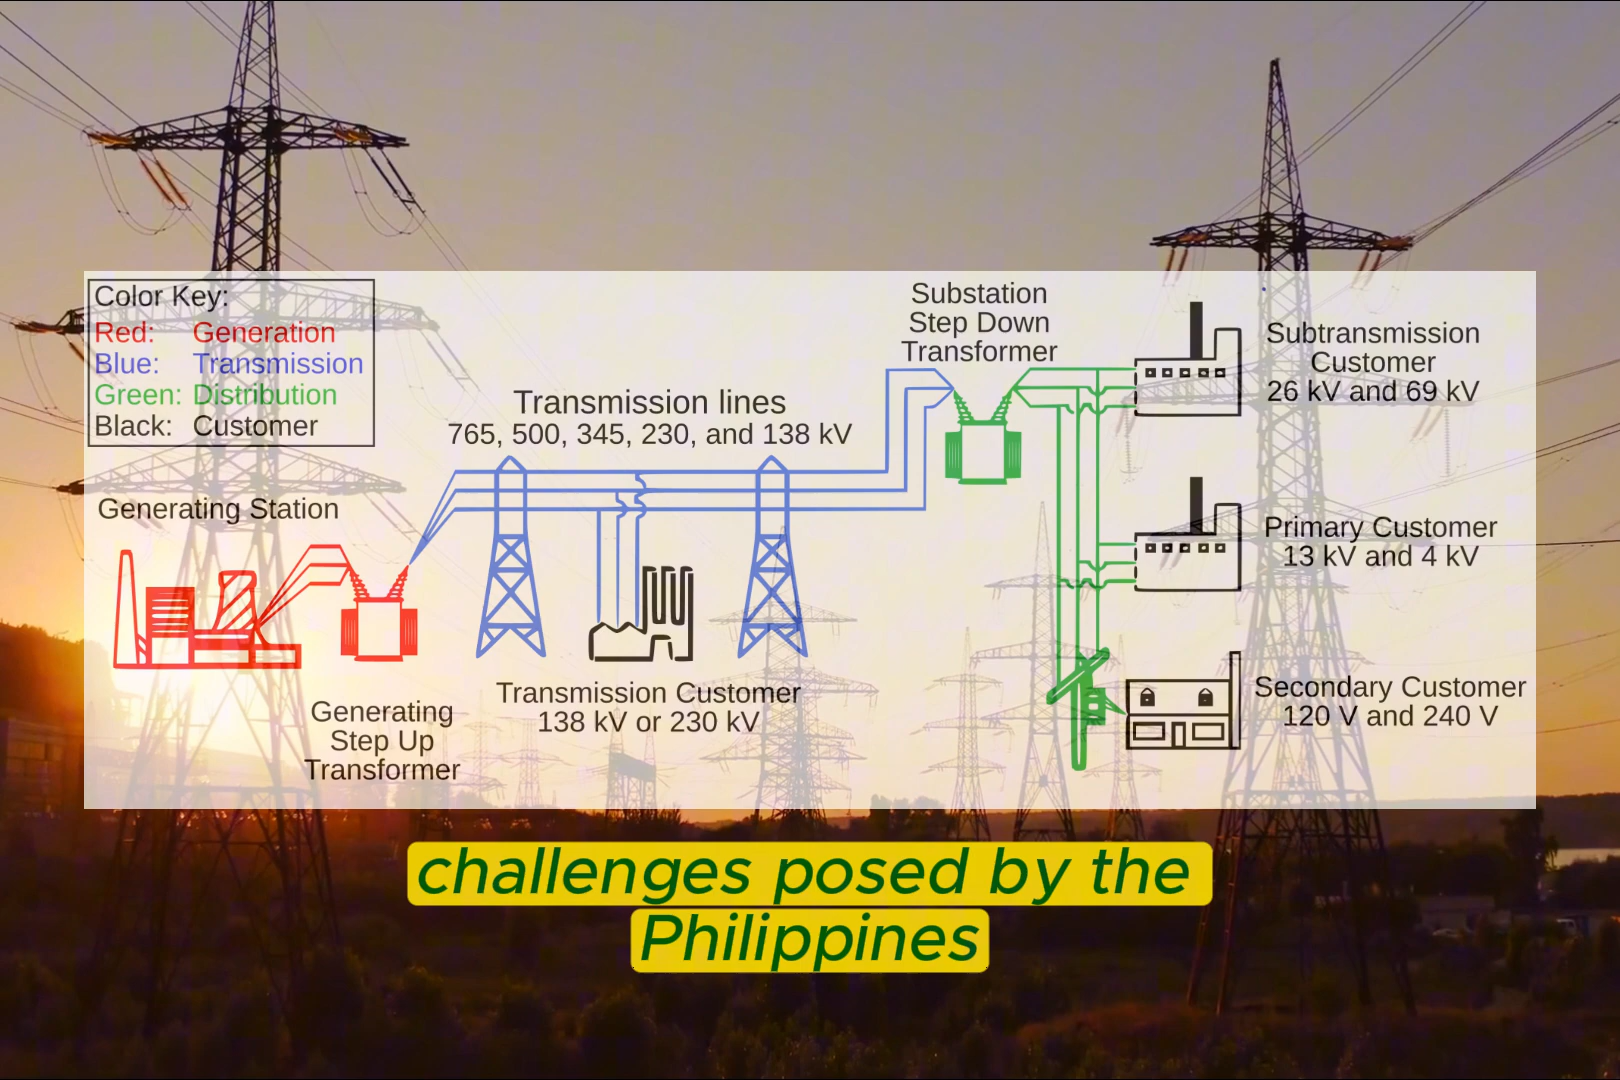 Color Key:
Red: Generation
Blue: Transmission
Green: Distribution
Black: Customer
Generating Station
Generating
Step Up
Transformer
Transmission lines
765, 500, 345, 230, and 138 kV
Transmission Customer
138 kV or 230 kV
Substation
Step Down
Transformer
Subtransmission
Customer
26 kV and 69 kV
Primary Customer
13 kV and 4 kV
Secondary Customer
120 V and 240 V
challenges posed by the
Philippines